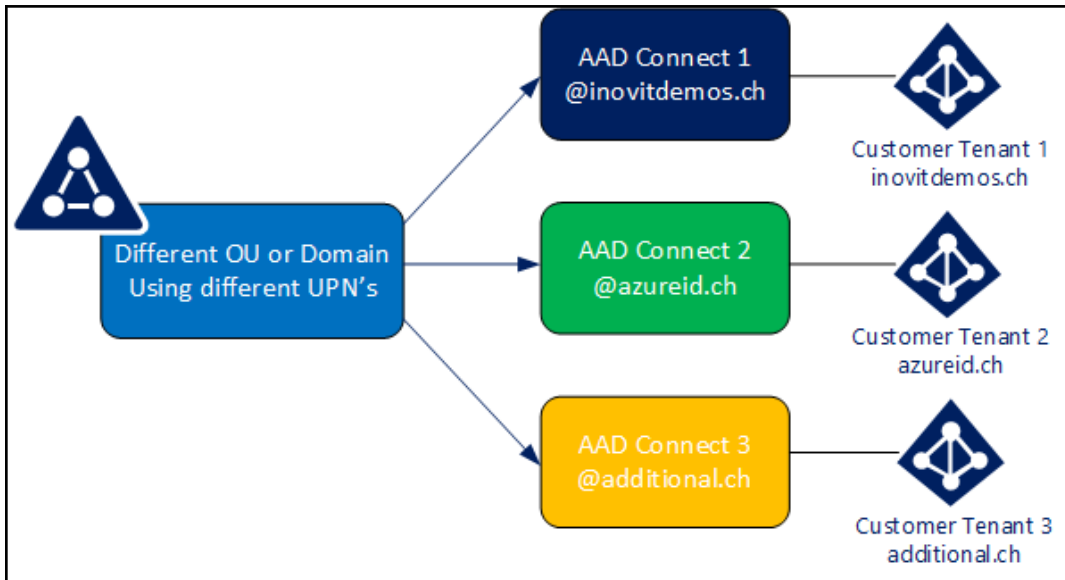 AAD Connect 1
@inovitdemos.ch
Customer Tenant 1
inovitdemos.ch
Different OU or Domain
Using different UPN's
AAD Connect 2
@azureid.ch
Customer Tenant 2
azureid.ch
AAD Connect 3
@additional.ch
Customer Tenant 3
additional.ch